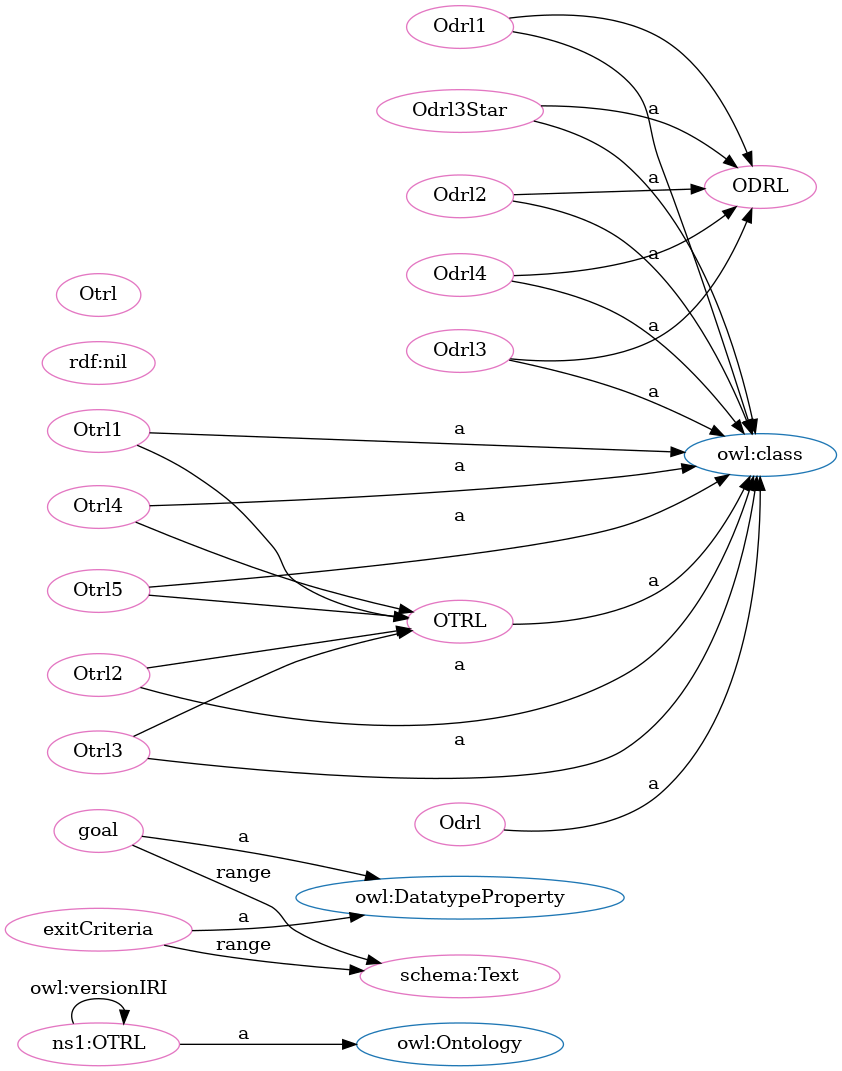 Odrl1
Odrl3Star
a
a
Odrl2
ODRL
a
Odrl4
Otrl
a
Odrl3
rdf:nil
a
Otrl1
a
owl:class
a
Otrl4
a
Otrl5
a
OTRL
a
Otrl2
a
Otrl3
a
Odrl
goal
a
range
owl:DatatypeProperty
a
exitCriteria
range
schema:Text
owl:versionIRI
a
ns1:OTRL
owl:Ontology